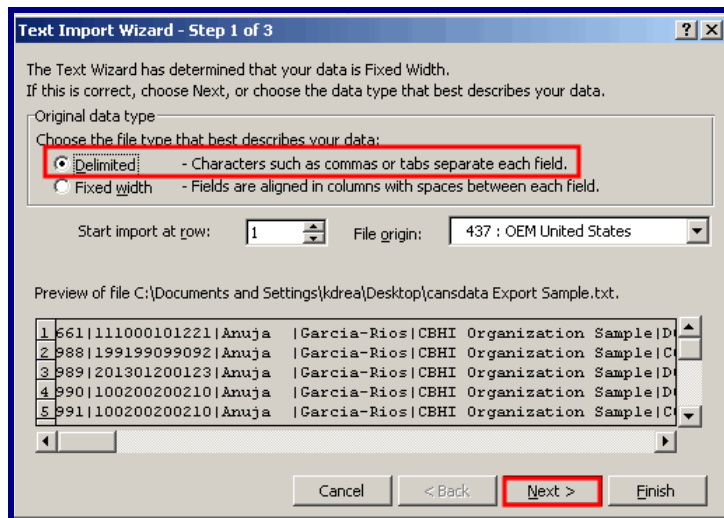 Text Import Wizard - Step 1 of 3
The Text Wizard has determined that your data is Fixed Width.
If this is correct, choose Next, or choose the data type that best describes your data.
Original data type
Choose the file type that best describes your data:
Delimited - Characters such as commas or tabs separate each field.
Fixed width - Fields are aligned in columns with spaces between each field.
Start import at row: 1 File origin: 437 : OEM United States
Preview of file C:\Documents and Settings\kdrea\Desktop\cansdata Export Sample.txt.
1 661|111000101221|Anuja |Garcia-Rios|CBHI Organization Sample|D
2 988|199199099092|Anuja |Garcia-Rios|CBHI Organization Sample|C
3 989|201301200123|Anuja |Garcia-Rios|CBHI Organization Sample|D
4 990|100200200210|Anuja |Garcia-Rios|CBHI Organization Sample|D
5 991|100200200210|Anuja |Garcia-Rios|CBHI Organization Sample|C
Cancel < Back Next > Finish